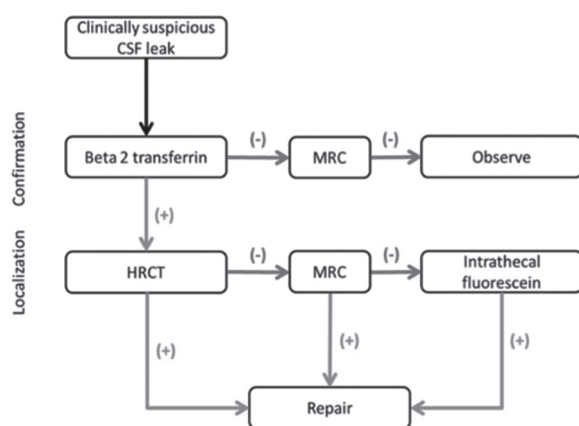 Clinically suspicious
CSF leak
Confirmation
Beta 2 transferrin
(-)
MRC
(-)
Observe
(+)
Localization
HRCT
(-)
MRC
(-)
Intrathecal
fluorescein
(+)
(+)
(+)
Repair